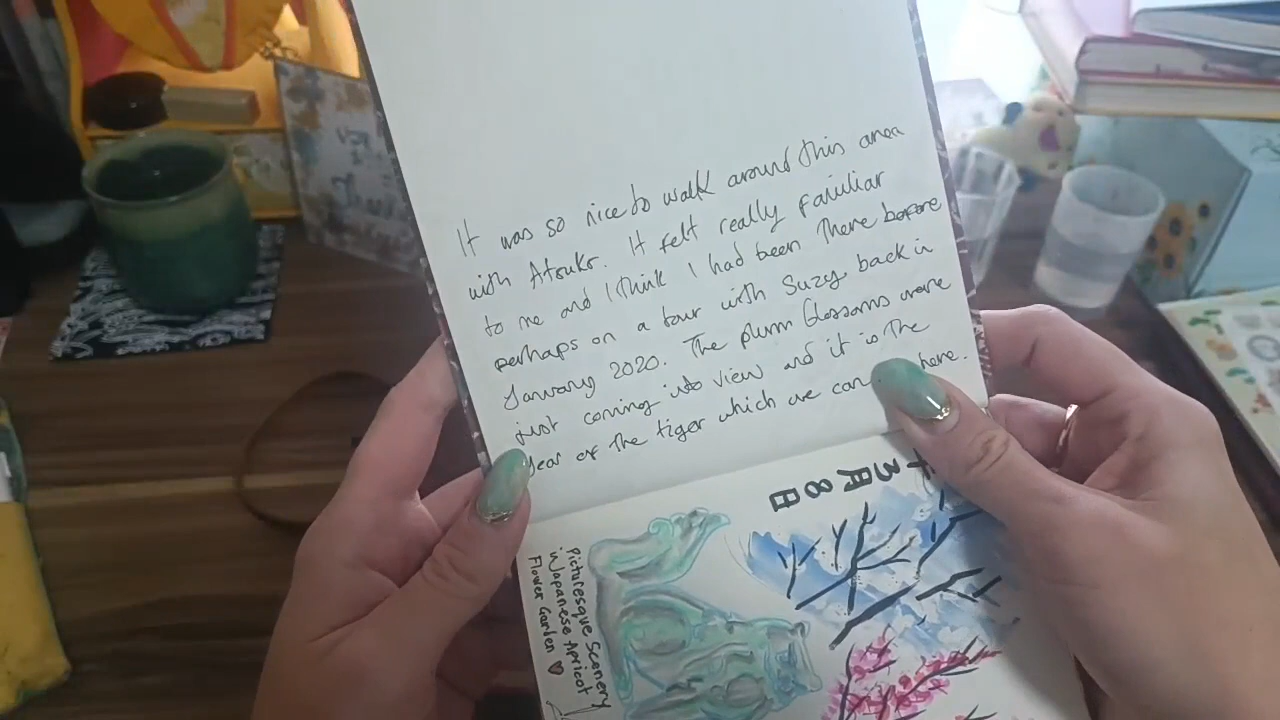 It was so nice to walk around this area
with Atsuko. It felt really familiar
to me and I think I had been there before
perhaps on a tour with Suzy back in
January 2020. The plum blossoms were
just coming into view and it is the
Year of the tiger which we can here.
3月8日
Picturesque Scenery
in Japanese Apricot
Flower Garden ♡